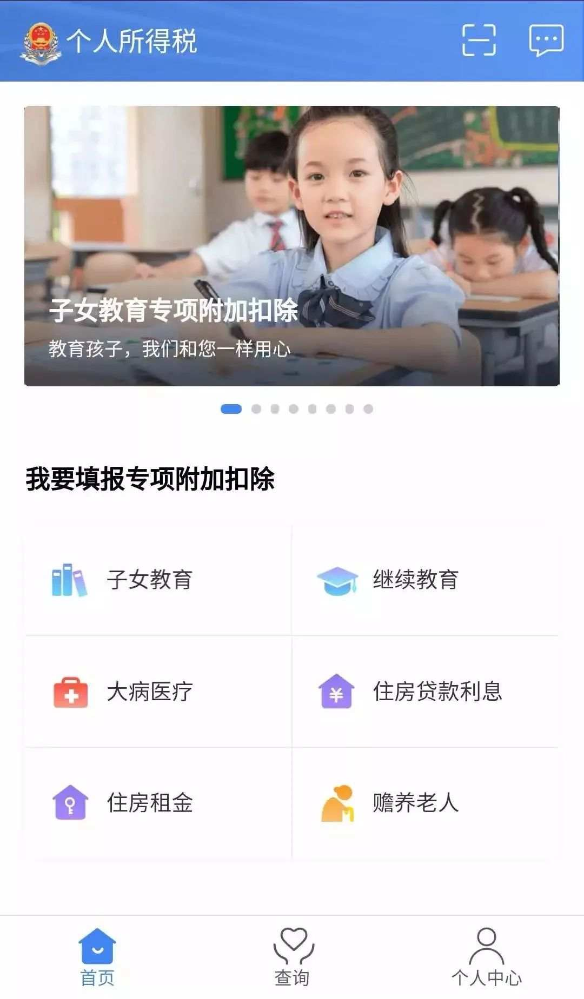 个人所得税
子女教育专项附加扣除
教育孩子，我们和您一样用心
我要填报专项附加扣除
子女教育
继续教育
大病医疗
住房贷款利息
住房租金
赡养老人
首页
查询
个人中心